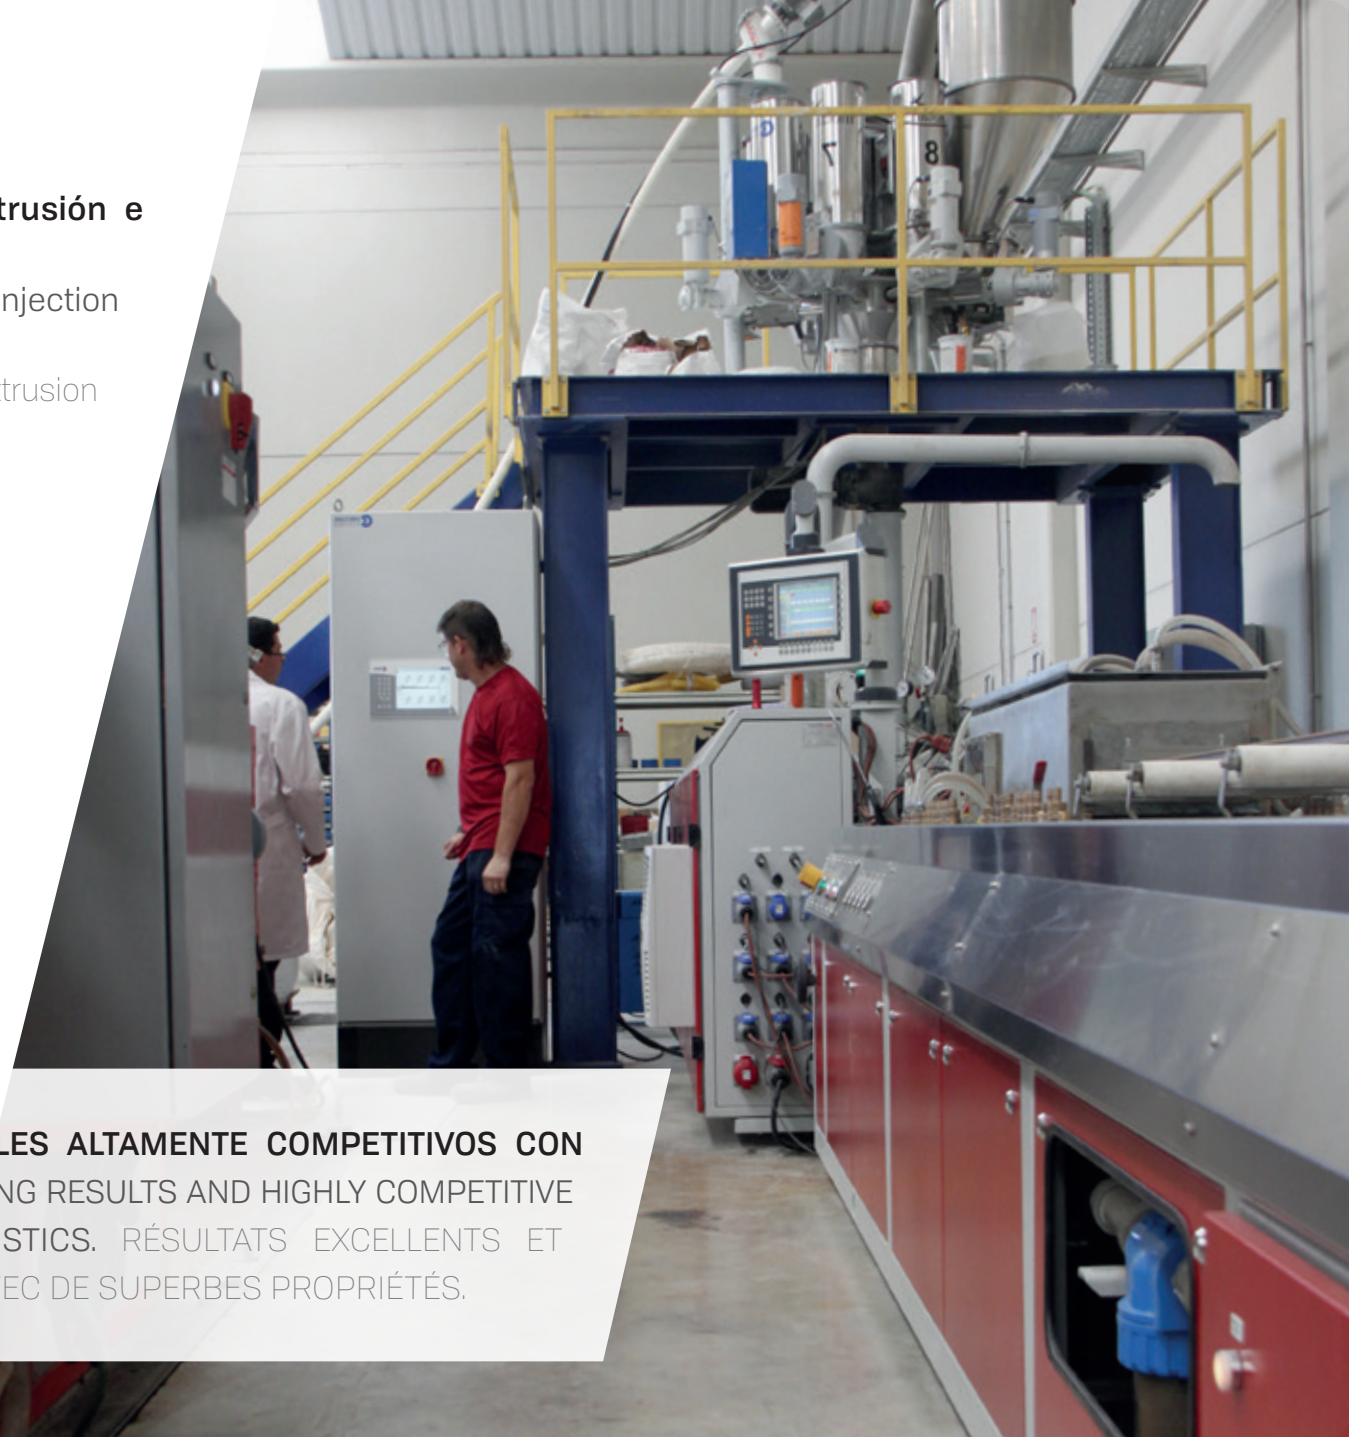 trusión e
njection
trusion
7
8
LES ALTAMENTE COMPETITIVOS CON
NG RESULTS AND HIGHLY COMPETITIVE
STICS. RÉSULTATS EXCELLENTS ET
EC DE SUPERBES PROPRIÉTÉS.